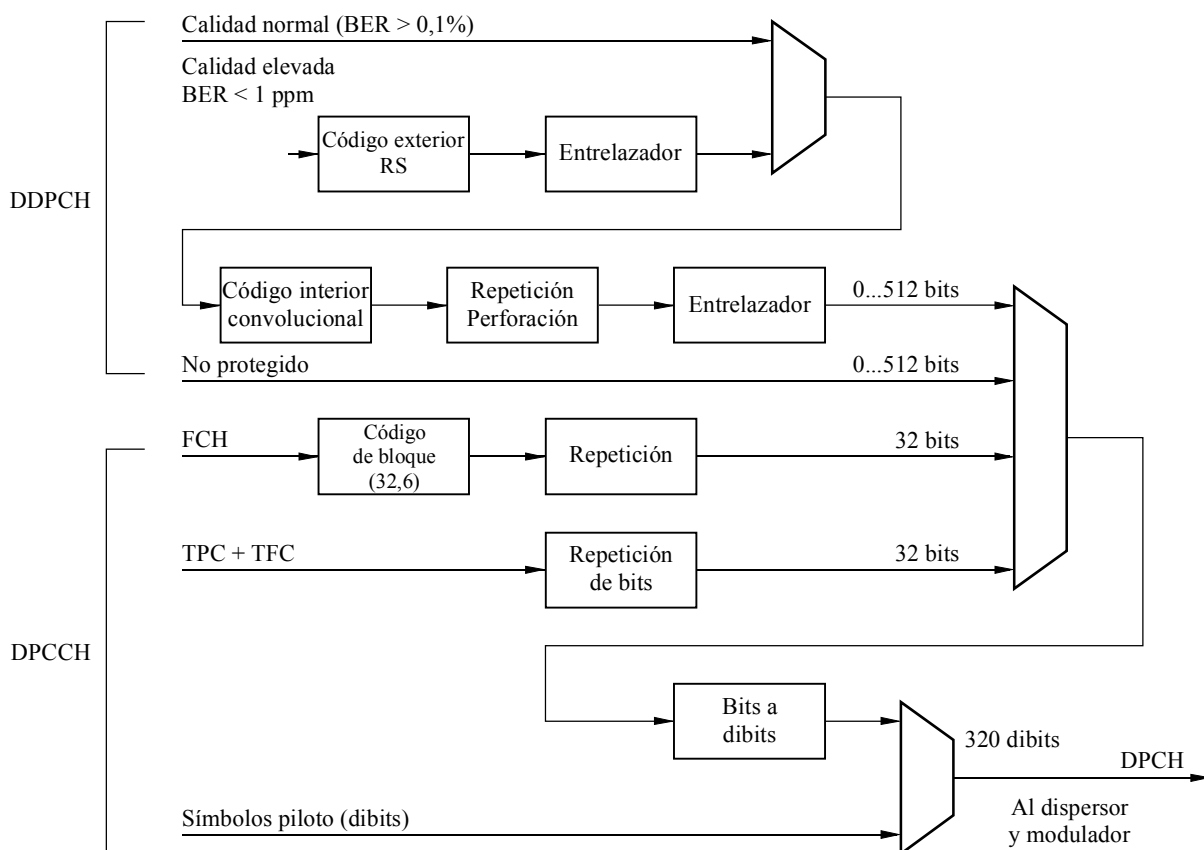 Calidad normal (BER > 0,1%)
Calidad elevada
BER < 1 ppm
Código exterior
RS
Entrelazador
DDPCH
Código interior
convolucional
Repetición
Perforación
Entrelazador
0...512 bits
No protegido
0...512 bits
FCH
Código
de bloque
(32,6)
Repetición
32 bits
TPC + TFC
Repetición
de bits
32 bits
DPCCH
Bits a
dibits
320 dibits
DPCH
Símbolos piloto (dibits)
Al dispersor
y modulador